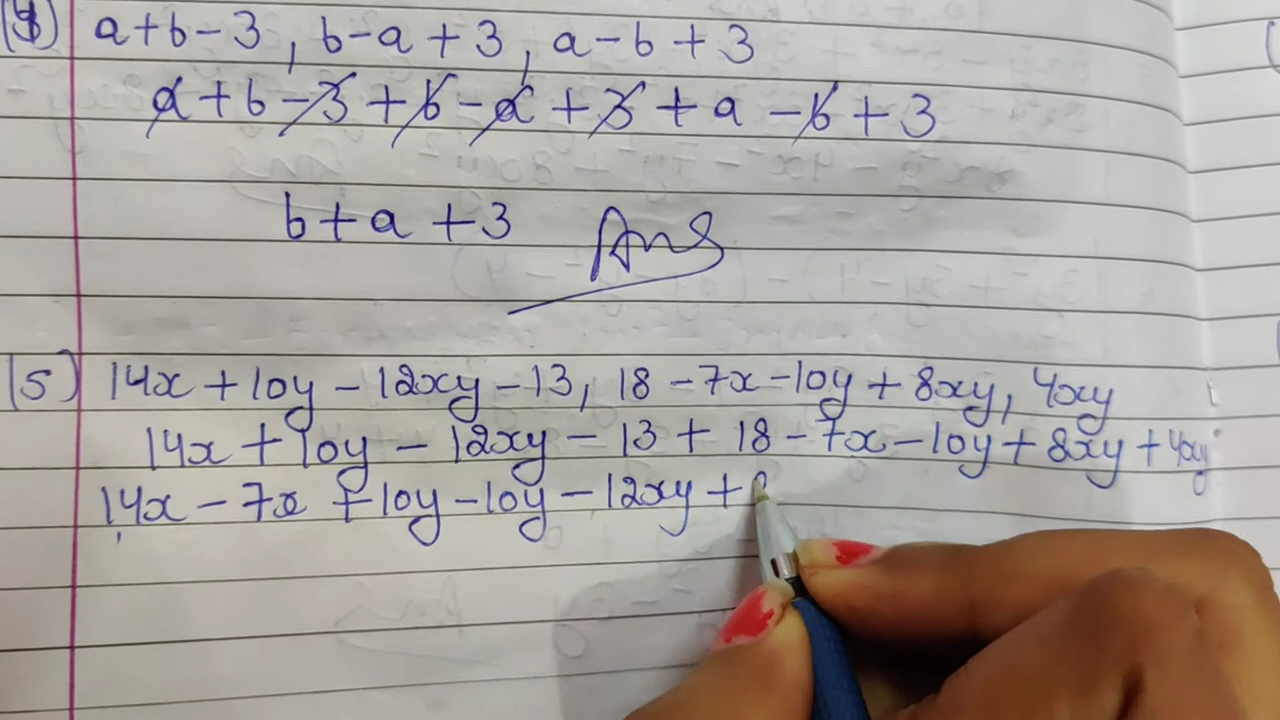 (4) a+b-3, b-a+3, a-b+3
a+b-3+b-a+3+a-b+3
b+a+3 Ans
(5) 14x+10y-12xy-13, 18-7x-10y+8xy, 4xy
14x+10y-12xy-13+18-7x-10y+8xy+4xy
14x-7x+10y-10y-12xy+